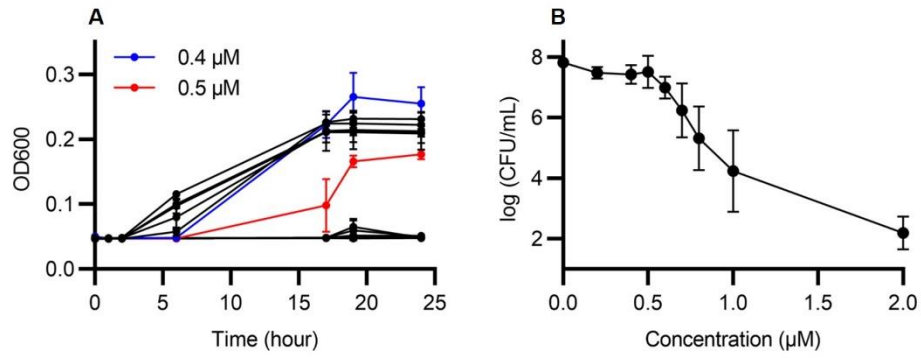 A
0.4 µM
0.5 µM
OD600
0.3
0.2
0.1
0.0
0 5 10 15 20 25
Time (hour)
B
log (CFU/mL)
8
6
4
2
0.0 0.5 1.0 1.5 2.0
Concentration (µM)